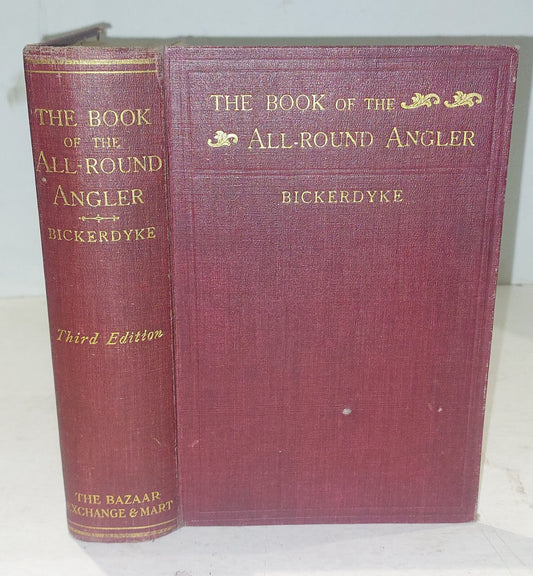 THE BOOK
OF THE
ALL-ROUND
ANGLER
BICKERDYKE
Third Edition
THE BAZAAR
EXCHANGE & MART
THE BOOK OF THE
ALL-ROUND ANGLER
BICKERDYKE